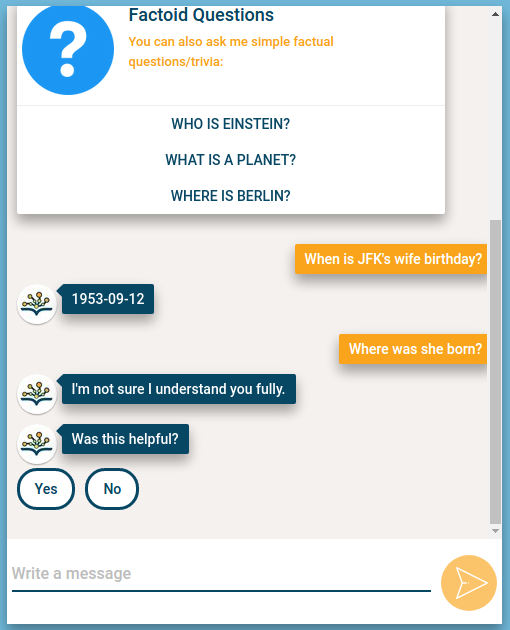 Factoid Questions
You can also ask me simple factual
questions/trivia:
WHO IS EINSTEIN?
WHAT IS A PLANET?
WHERE IS BERLIN?
When is JFK's wife birthday?
1953-09-12
Where was she born?
I'm not sure I understand you fully.
Was this helpful?
Yes No
Write a message